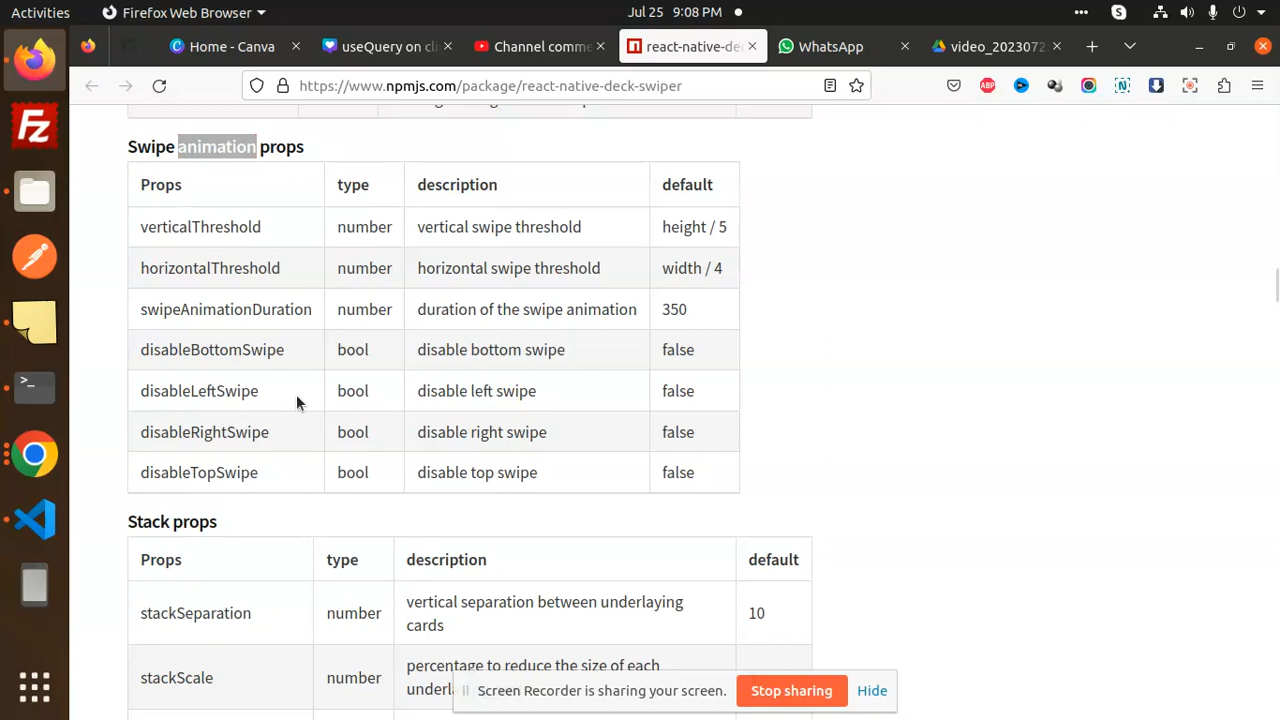 Activities
Firefox Web Browser
Jul 25 9:08 PM
Home - Canva
useQuery on cli
Channel comme
react-native-dec
WhatsApp
video_20230723
https://www.npmjs.com/package/react-native-deck-swiper
Swipe animation props
Props type description default
verticalThreshold number vertical swipe threshold height / 5
horizontalThreshold number horizontal swipe threshold width / 4
swipeAnimationDuration number duration of the swipe animation 350
disableBottomSwipe bool disable bottom swipe false
disableLeftSwipe bool disable left swipe false
disableRightSwipe bool disable right swipe false
disableTopSwipe bool disable top swipe false
Stack props
Props type description default
stackSeparation number vertical separation between underlaying
cards 10
stackScale number percentage to reduce the size of each
Screen Recorder is sharing your screen.
Stop sharing
Hide